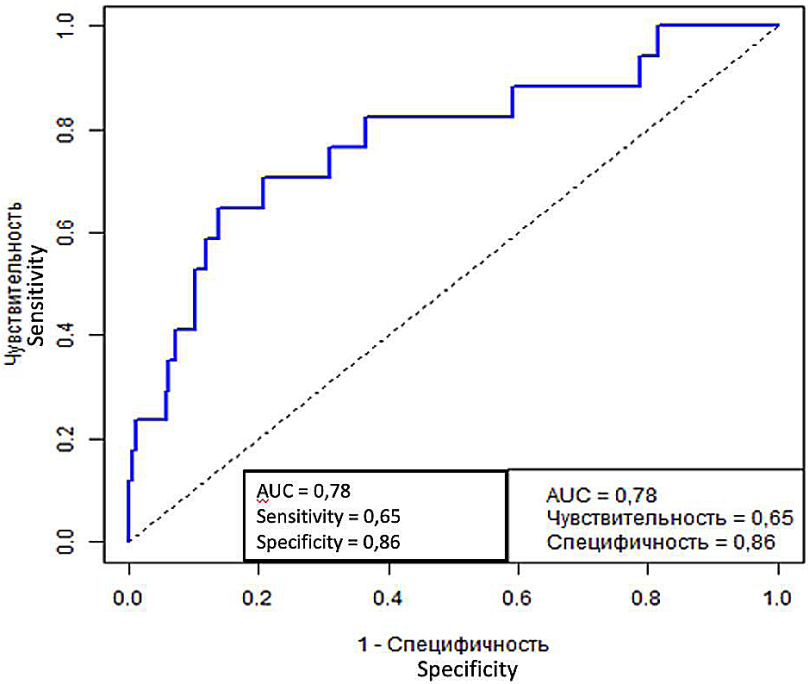 Чувствительность
Sensitivity
1.0
0.8
0.6
0.4
0.2
0.0
AUC = 0,78
Sensitivity = 0,65
Specificity = 0,86
AUC = 0,78
Чувствительность = 0,65
Специфичность = 0,86
0.0 0.2 0.4 0.6 0.8 1.0
1 - Специфичность
Specificity